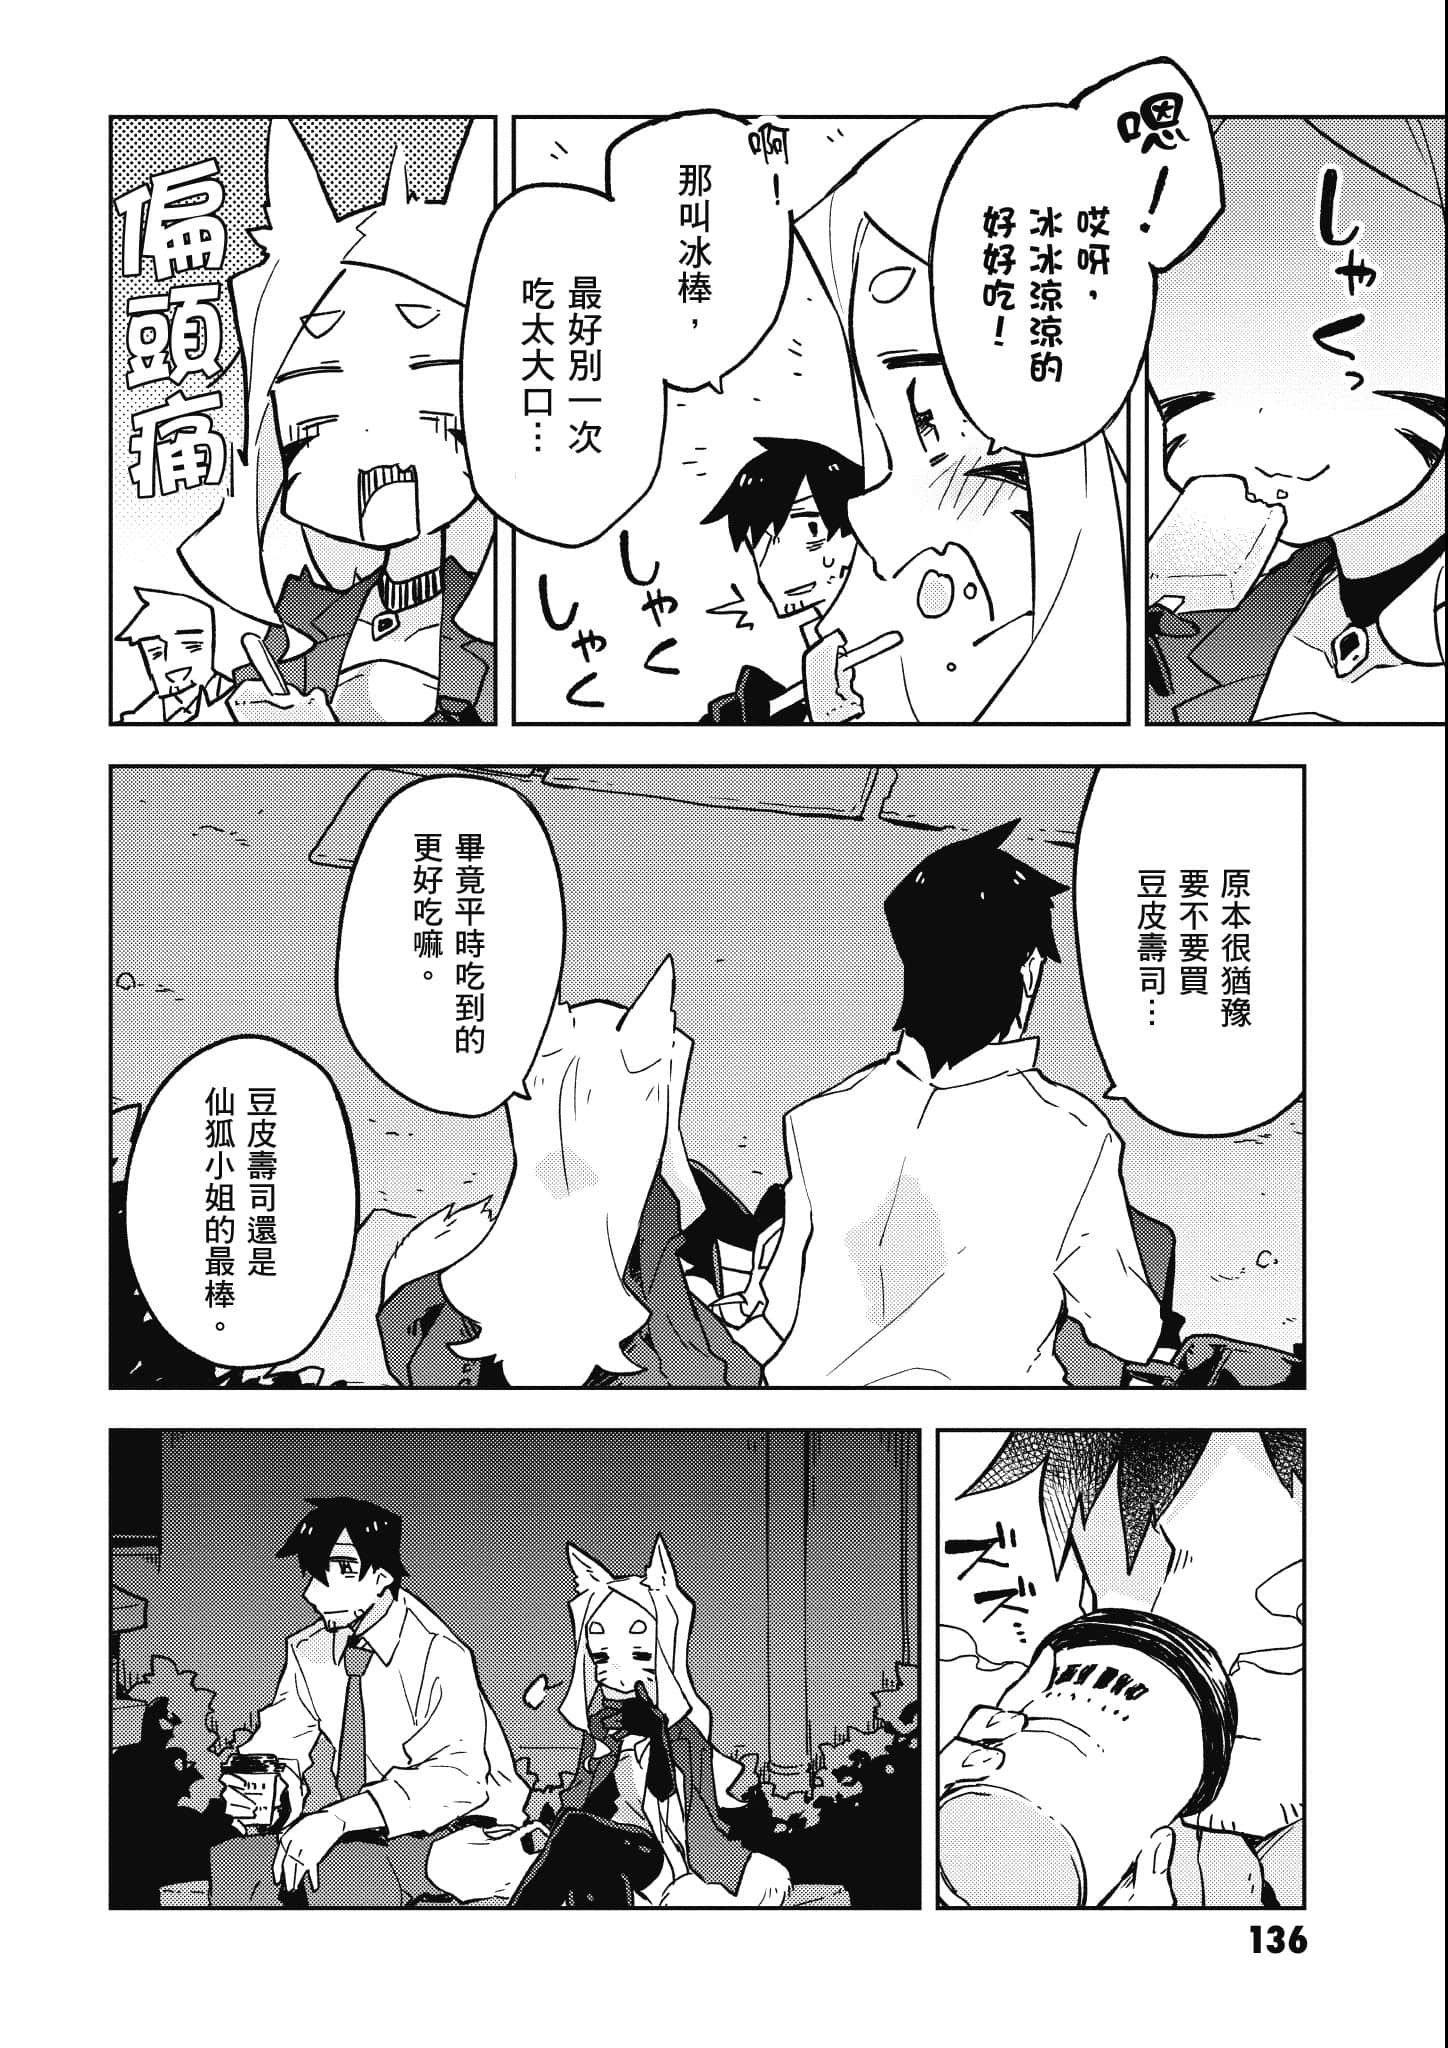 しゃくっ
嗯！
哎呀，
冰冰涼涼的
好好吃！
啊！
那叫冰棒，
最好別一次
吃太大口…
しゃく
しゃく
偏頭痛
原本很猶豫
要不要買
豆皮壽司…
畢竟平時吃到的
更好吃嘛。
豆皮壽司還是
仙狐小姐的最棒。
ズズ…
136